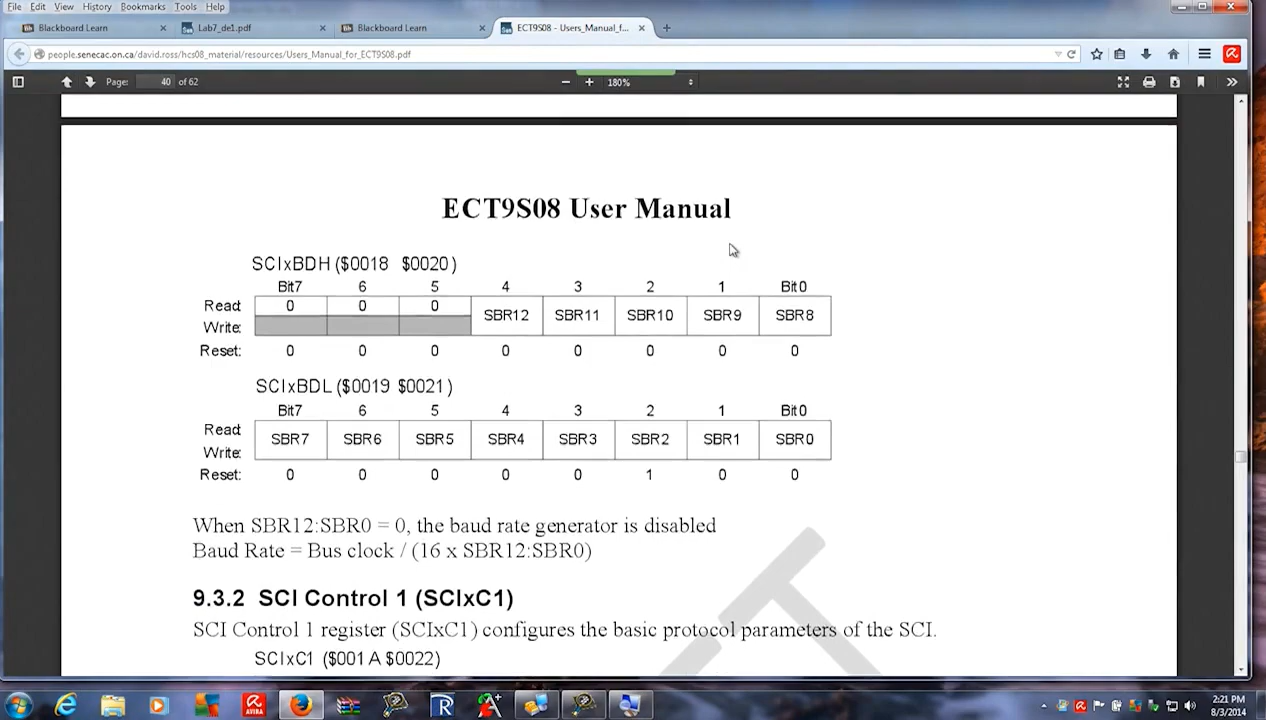 File Edit View History Bookmarks Tools Help
Blackboard Learn × Lab7_de1.pdf × Blackboard Learn × ECT9S08 - Users_Manual_f... × +
people.senecac.on.ca/david.ross/hcs08_material/resources/Users_Manual_for_ECT9S08.pdf
Page: 40 of 62 − + 180%
ECT9S08 User Manual
SCIxBDH ($0018 $0020)
Bit7 6 5 4 3 2 1 Bit0
Read: 0 0 0 SBR12 SBR11 SBR10 SBR9 SBR8
Write:
Reset: 0 0 0 0 0 0 0 0
SCIxBDL ($0019 $0021)
Bit7 6 5 4 3 2 1 Bit0
Read: SBR7 SBR6 SBR5 SBR4 SBR3 SBR2 SBR1 SBR0
Write:
Reset: 0 0 0 0 0 1 0 0
When SBR12:SBR0 = 0, the baud rate generator is disabled
Baud Rate = Bus clock / (16 x SBR12:SBR0)
9.3.2 SCI Control 1 (SCIxC1)
SCI Control 1 register (SCIxC1) configures the basic protocol parameters of the SCI.
SCIxC1 ($001A $0022)
2:21 PM
8/3/2014